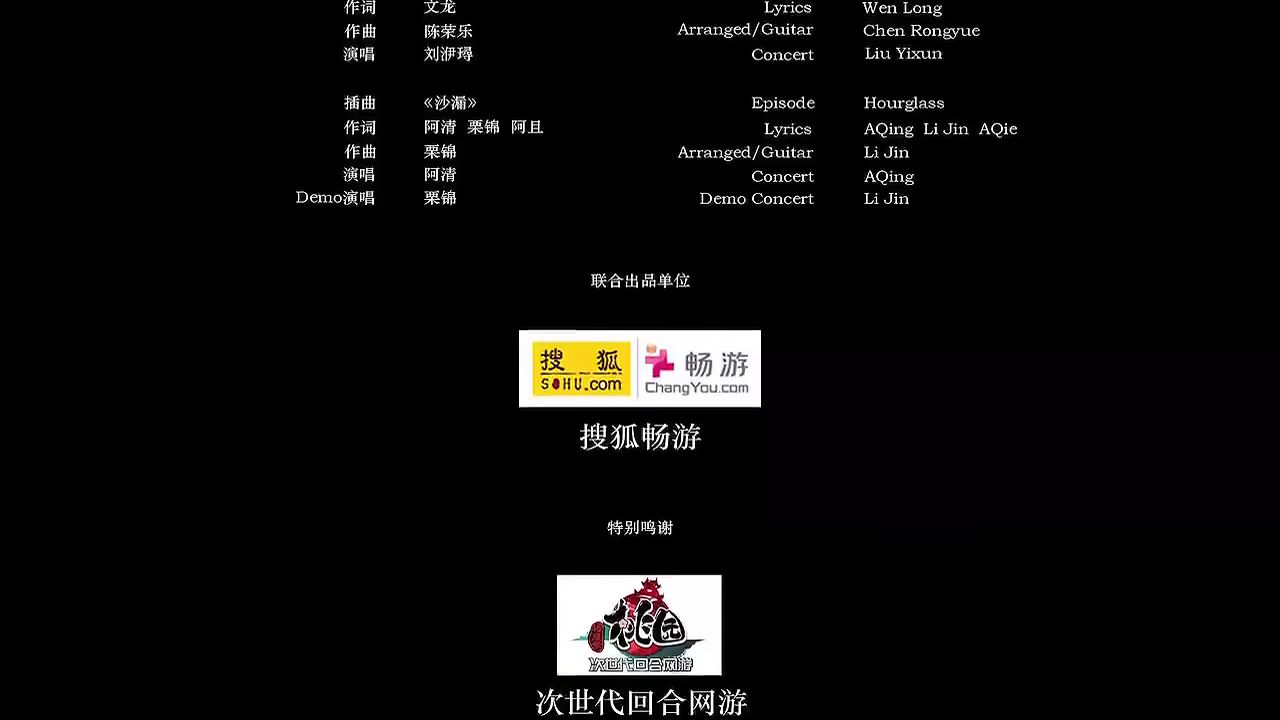 作词 文龙 Lyrics Wen Long
作曲 陈荣乐 Arranged/Guitar Chen Rongyue
演唱 刘洢璕 Concert Liu Yixun
插曲 《沙漏》 Episode Hourglass
作词 阿清 栗锦 阿且 Lyrics AQing Li Jin AQie
作曲 栗锦 Arranged/Guitar Li Jin
演唱 阿清 Concert AQing
Demo演唱 栗锦 Demo Concert Li Jin
联合出品单位
搜狐 畅游
SOHU.com ChangYou.com
搜狐畅游
特别鸣谢
桃园
次世代回合网游
次世代回合网游